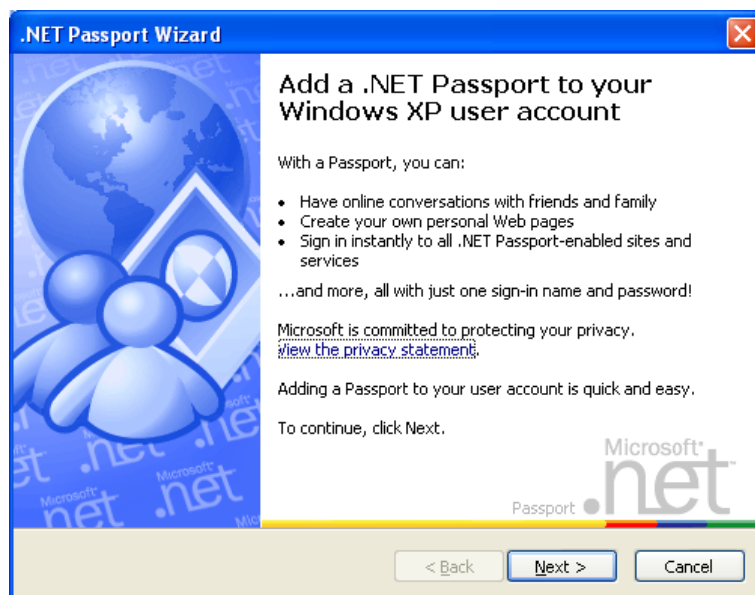 .NET Passport Wizard
Add a .NET Passport to your
Windows XP user account
With a Passport, you can:
• Have online conversations with friends and family
• Create your own personal Web pages
• Sign in instantly to all .NET Passport-enabled sites and
services
...and more, all with just one sign-in name and password!
Microsoft is committed to protecting your privacy.
View the privacy statement.
Adding a Passport to your user account is quick and easy.
To continue, click Next.
Microsoft
Passport .net
Microsoft
.net
Microsoft
.net
< Back
Next >
Cancel